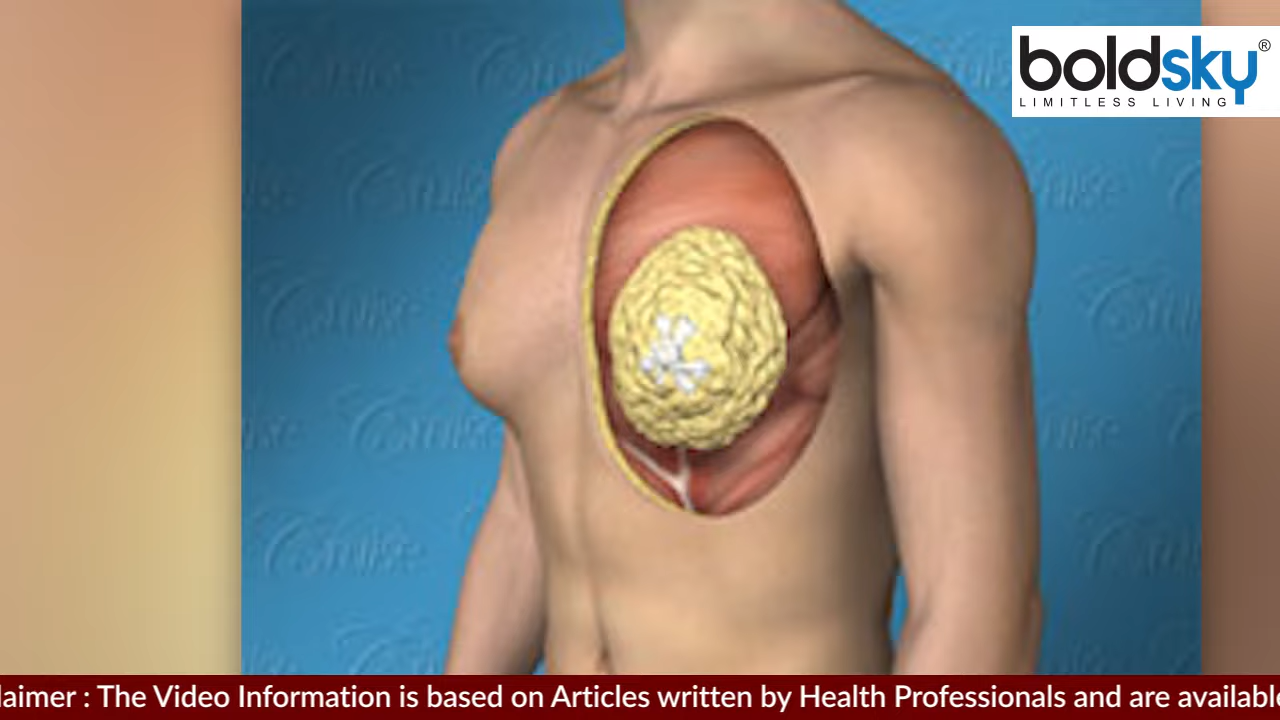 boldsky®
LIMITLESS LIVING
laimer : The Video Information is based on Articles written by Health Professionals and are available